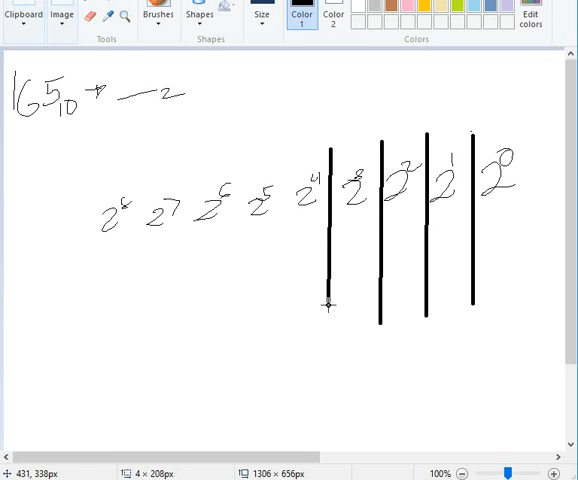 Clipboard Image Brushes Shapes Size Color 1 Color 2 Edit colors
Tools Shapes Colors
165₁₀ → __₂
2⁸ 2⁷ 2⁶ 2⁵ 2⁴ 2³ 2² 2¹ 2⁰
431, 338px 4 × 208px 1306 × 656px 100%